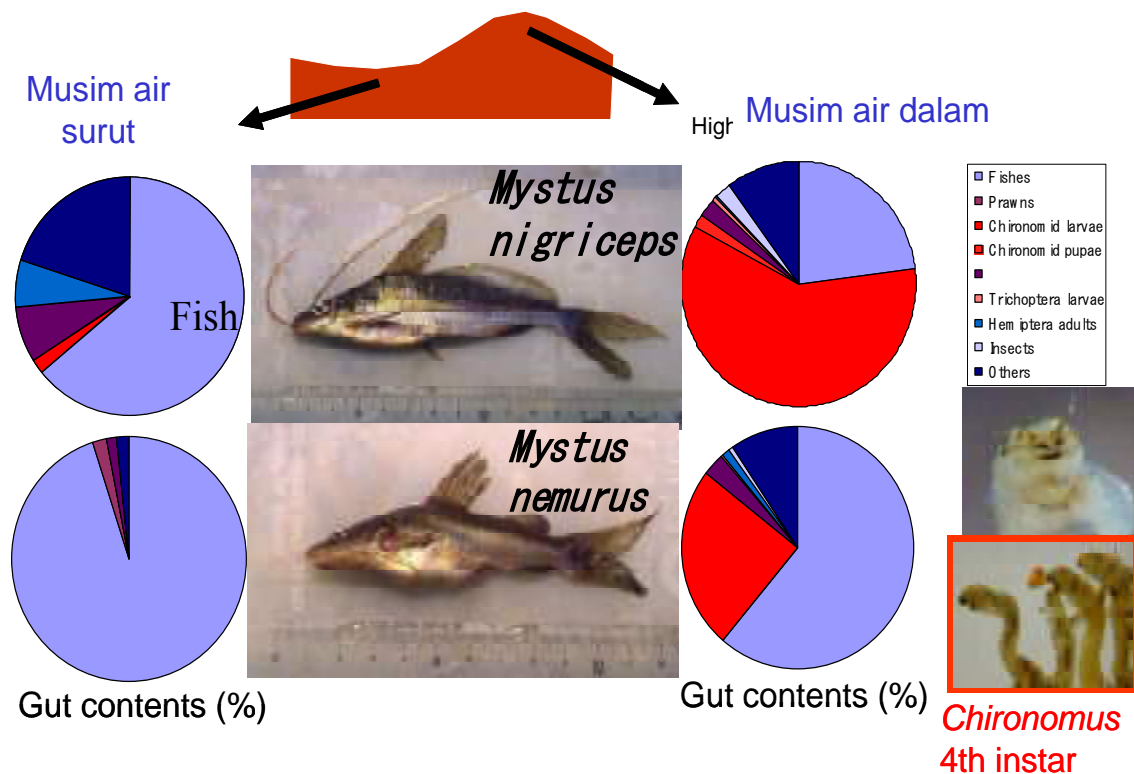 Musim air
surut
High
Musim air dalam
Mystus
nigriceps
Fish
Fishes
Prawns
Chironomid larvae
Chironomid pupae
Trichoptera larvae
Hemiptera adults
Insects
Others
Mystus
nemurus
Gut contents (%)
Gut contents (%)
Chironomus
4th instar